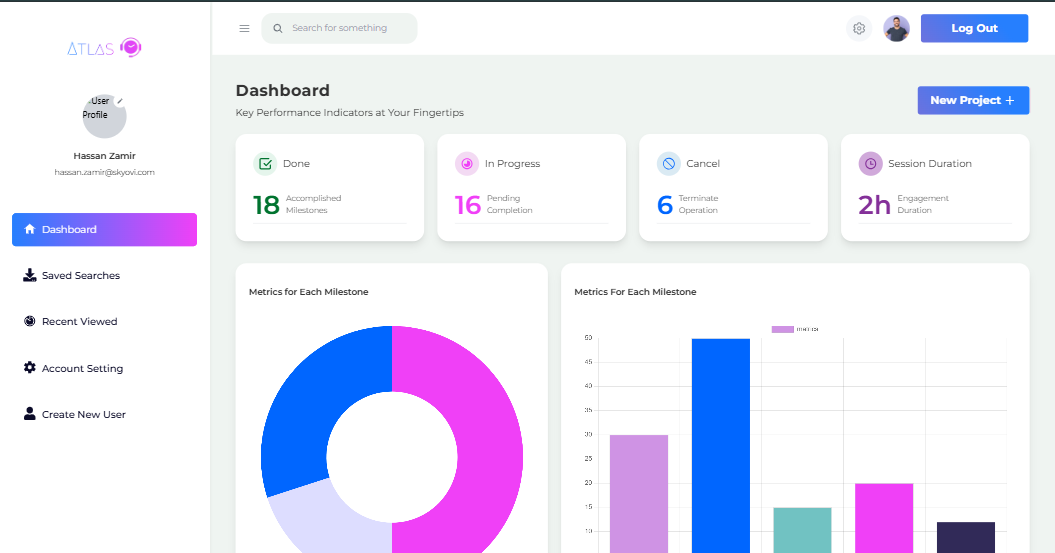 ATLAS
User
Profile
Hassan Zamir
hassan.zamir@skyovi.com
Dashboard
Saved Searches
Recent Viewed
Account Setting
Create New User
Search for something
Log Out
Dashboard
Key Performance Indicators at Your Fingertips
New Project +
Done
18 Accomplished
Milestones
In Progress
16 Pending
Completion
Cancel
6 Terminate
Operation
Session Duration
2h Engagement
Duration
Metrics for Each Milestone
Metrics For Each Milestone
metrics
50
45
40
35
30
25
20
15
10